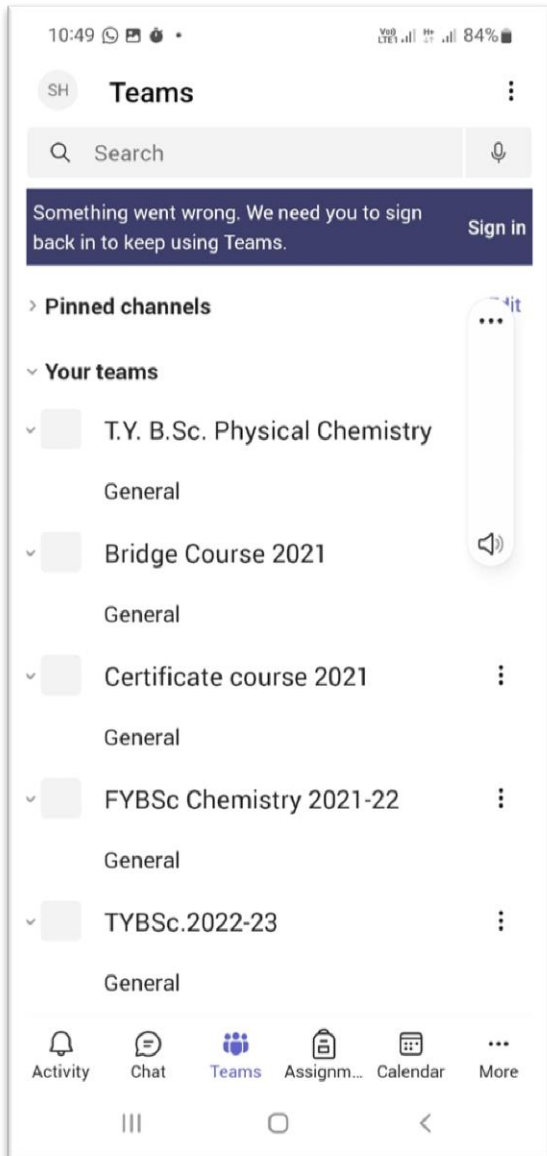 10:49
VoD LTE1 H+ 84%
SH Teams
Search
Something went wrong. We need you to sign
back in to keep using Teams.
Sign in
Pinned channels
Your teams
T.Y. B.Sc. Physical Chemistry
General
Bridge Course 2021
General
Certificate course 2021
General
FYBSc Chemistry 2021-22
General
TYBSc.2022-23
General
Activity Chat Teams Assignm... Calendar More